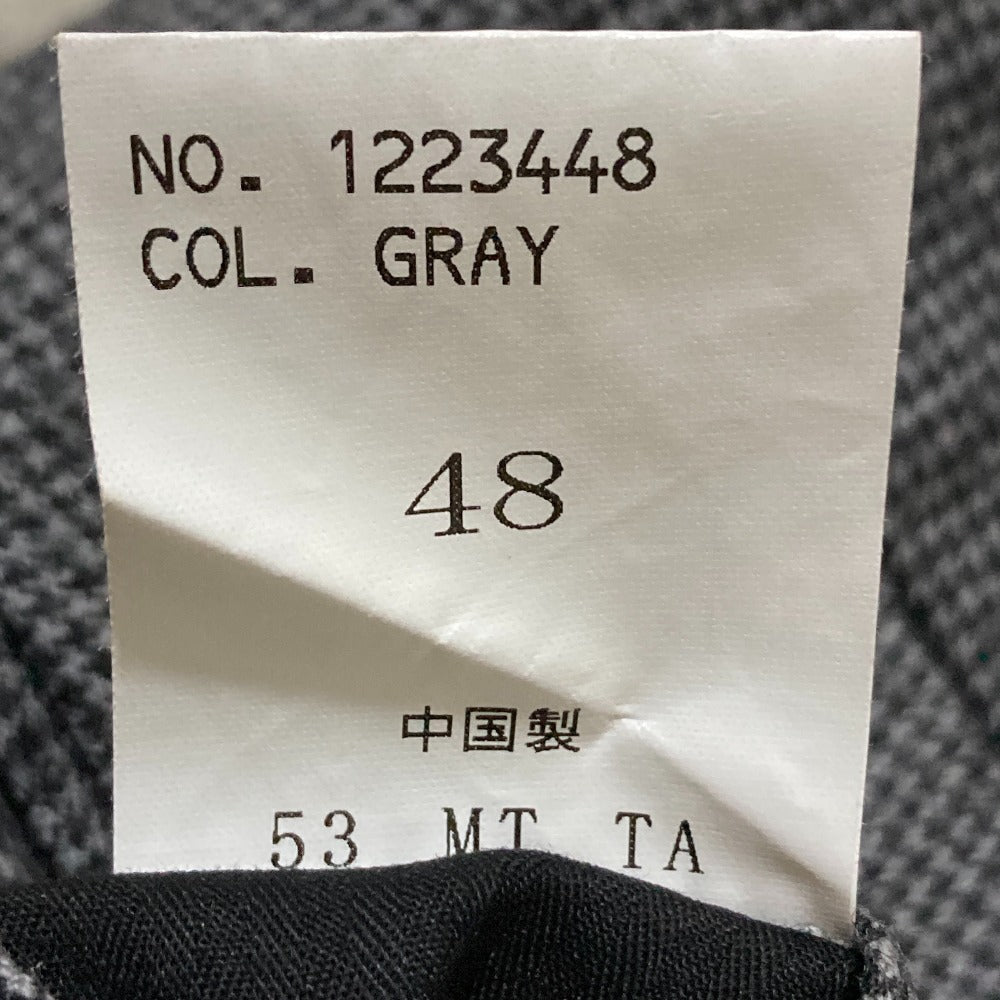 NO. 1223448
COL. GRAY
48
中国製
53 MT TA